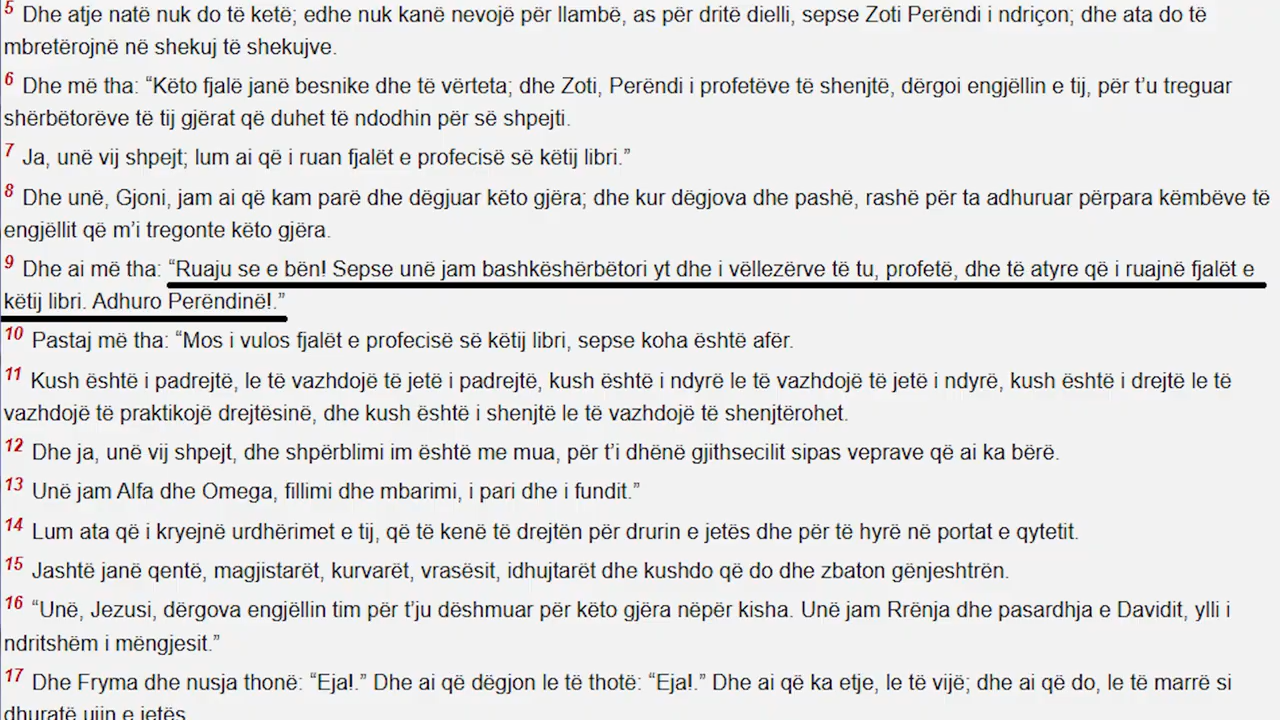 5 Dhe atje natë nuk do të ketë; edhe nuk kanë nevojë për llambë, as për dritë dielli, sepse Zoti Perëndi i ndriçon; dhe ata do të
mbretërojnë në shekuj të shekujve.
6 Dhe më tha: “Këto fjalë janë besnike dhe të vërteta; dhe Zoti, Perëndi i profetëve të shenjtë, dërgoi engjëllin e tij, për t’u treguar
shërbëtorëve të tij gjërat që duhet të ndodhin për së shpejti.
7 Ja, unë vij shpejt; lum ai që i ruan fjalët e profecisë së këtij libri.”
8 Dhe unë, Gjoni, jam ai që kam parë dhe dëgjuar këto gjëra; dhe kur dëgjova dhe pashë, rashë për ta adhuruar përpara këmbëve të
engjëllit që m’i tregonte këto gjëra.
9 Dhe ai më tha: “Ruaju se e bën! Sepse unë jam bashkëshërbëtori yt dhe i vëllezërve të tu, profetë, dhe të atyre që i ruajnë fjalët e
këtij libri. Adhuro Perëndinë!.”
10 Pastaj më tha: “Mos i vulos fjalët e profecisë së këtij libri, sepse koha është afër.
11 Kush është i padrejtë, le të vazhdojë të jetë i padrejtë, kush është i ndyrë le të vazhdojë të jetë i ndyrë, kush është i drejtë le të
vazhdojë të praktikojë drejtësinë, dhe kush është i shenjtë le të vazhdojë të shenjtërohet.
12 Dhe ja, unë vij shpejt, dhe shpërblimi im është me mua, për t’i dhënë gjithsecilit sipas veprave që ai ka bërë.
13 Unë jam Alfa dhe Omega, fillimi dhe mbarimi, i pari dhe i fundit.”
14 Lum ata që i kryejnë urdhërimet e tij, që të kenë të drejtën për drurin e jetës dhe për të hyrë në portat e qytetit.
15 Jashtë janë qentë, magjistarët, kurvarët, vrasësit, idhujtarët dhe kushdo që do dhe zbaton gënjeshtrën.
16 “Unë, Jezusi, dërgova engjëllin tim për t’ju dëshmuar për këto gjëra nëpër kisha. Unë jam Rrënja dhe pasardhja e Davidit, ylli i
ndritshëm i mëngjesit.”
17 Dhe Fryma dhe nusja thonë: “Eja!.” Dhe ai që dëgjon le të thotë: “Eja!.” Dhe ai që ka etje, le të vijë; dhe ai që do, le të marrë si
dhuratë ujin e jetës